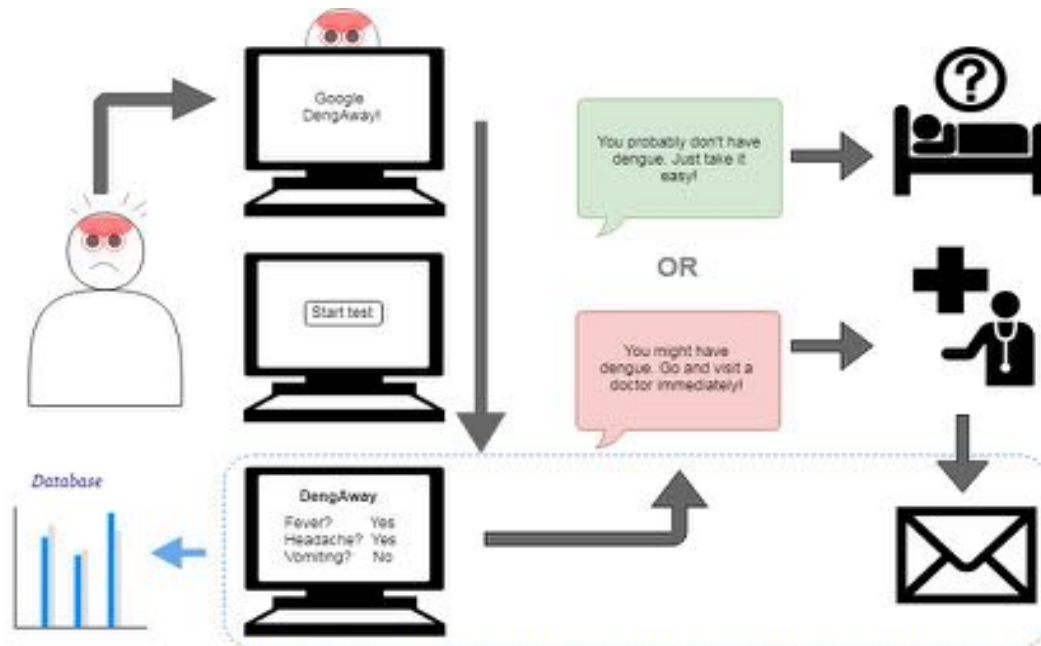 Google
DengAway!
Start test
DengAway
Fever? Yes
Headache? Yes
Vomiting? No
Database
You probably don't have
dengue. Just take it
easy!
OR
You might have
dengue. Go and visit a
doctor immediately!
?